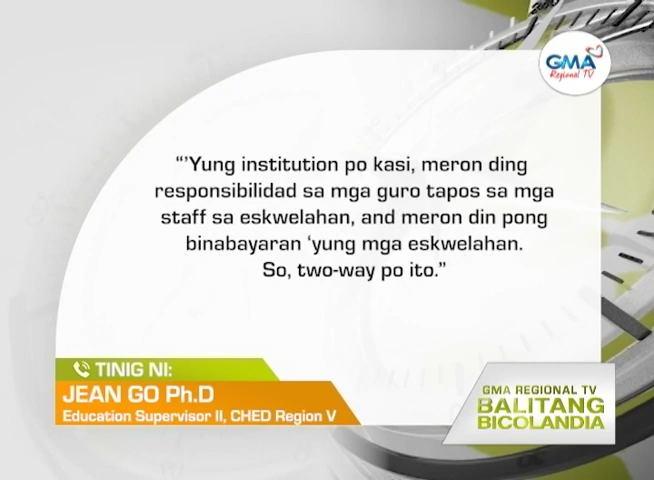 GMA
Regional TV
“’Yung institution po kasi, meron ding
responsibilidad sa mga guro tapos sa mga
staff sa eskwelahan, and meron din pong
binabayaran ‘yung mga eskwelahan.
So, two-way po ito.”
TINIG NI:
JEAN GO Ph.D
Education Supervisor II, CHED Region V
GMA REGIONAL TV
BALITANG
BICOLANDIA